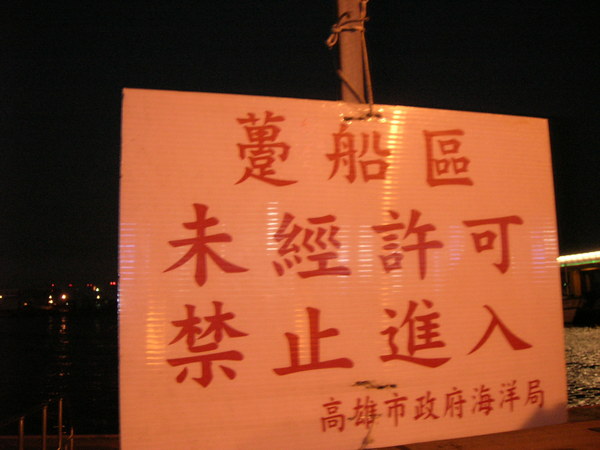 躉船區
未經許可
禁止進入
高雄市政府海洋局